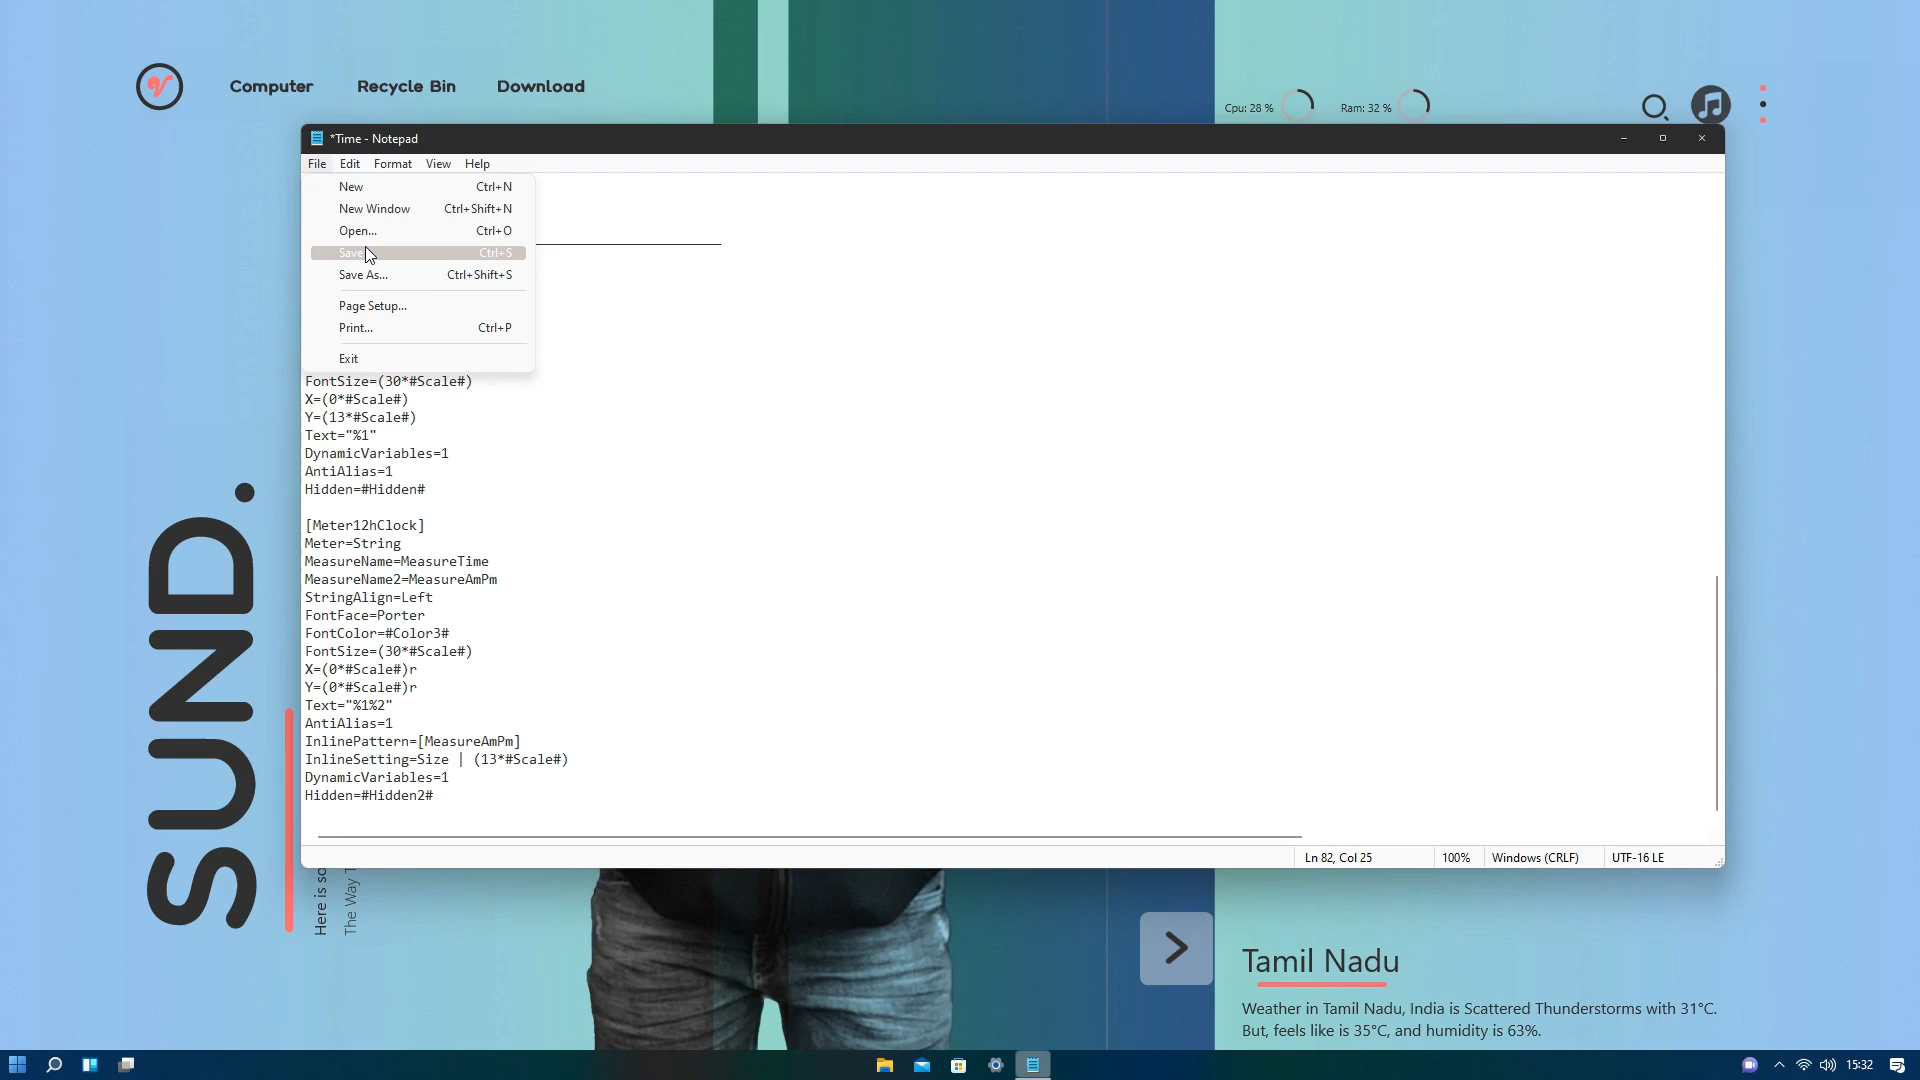 Computer
Recycle Bin
Download
Cpu: 28 %
Ram: 32 %
*Time - Notepad
File Edit Format View Help
New Ctrl+N
New Window Ctrl+Shift+N
Open... Ctrl+O
Save Ctrl+S
Save As... Ctrl+Shift+S
Page Setup...
Print... Ctrl+P
Exit
FontSize=(30*#Scale#)
X=(0*#Scale#)
Y=(13*#Scale#)
Text="%1"
DynamicVariables=1
AntiAlias=1
Hidden=#Hidden#
[Meter12hClock]
Meter=String
MeasureName=MeasureTime
MeasureName2=MeasureAmPm
StringAlign=Left
FontFace=Porter
FontColor=#Color3#
FontSize=(30*#Scale#)
X=(0*#Scale#)r
Y=(0*#Scale#)r
Text="%1%2"
AntiAlias=1
InlinePattern=[MeasureAmPm]
InlineSetting=Size | (13*#Scale#)
DynamicVariables=1
Hidden=#Hidden2#
Ln 82, Col 25
100%
Windows (CRLF)
UTF-16 LE
SUND.
Here is so
The Way
Tamil Nadu
Weather in Tamil Nadu, India is Scattered Thunderstorms with 31°C.
But, feels like is 35°C, and humidity is 63%.
15:32